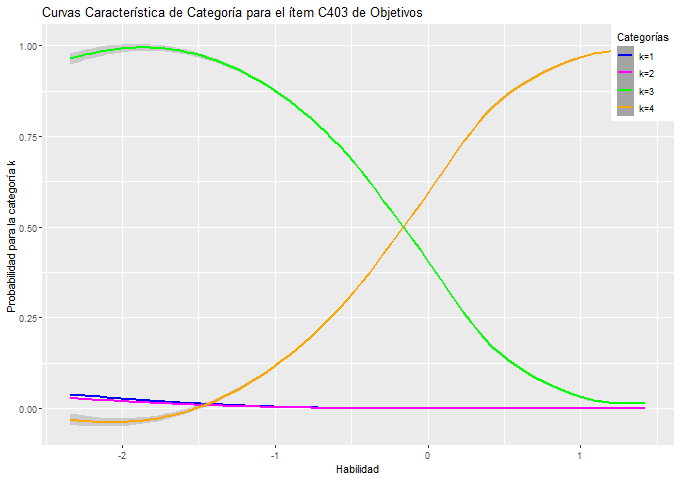 Curvas Característica de Categoría para el ítem C403 de Objetivos
Probabilidad para la categoría k
1.00
0.75
0.50
0.25
0.00
-2
-1
0
1
Habilidad
Categorías
k=1
k=2
k=3
k=4